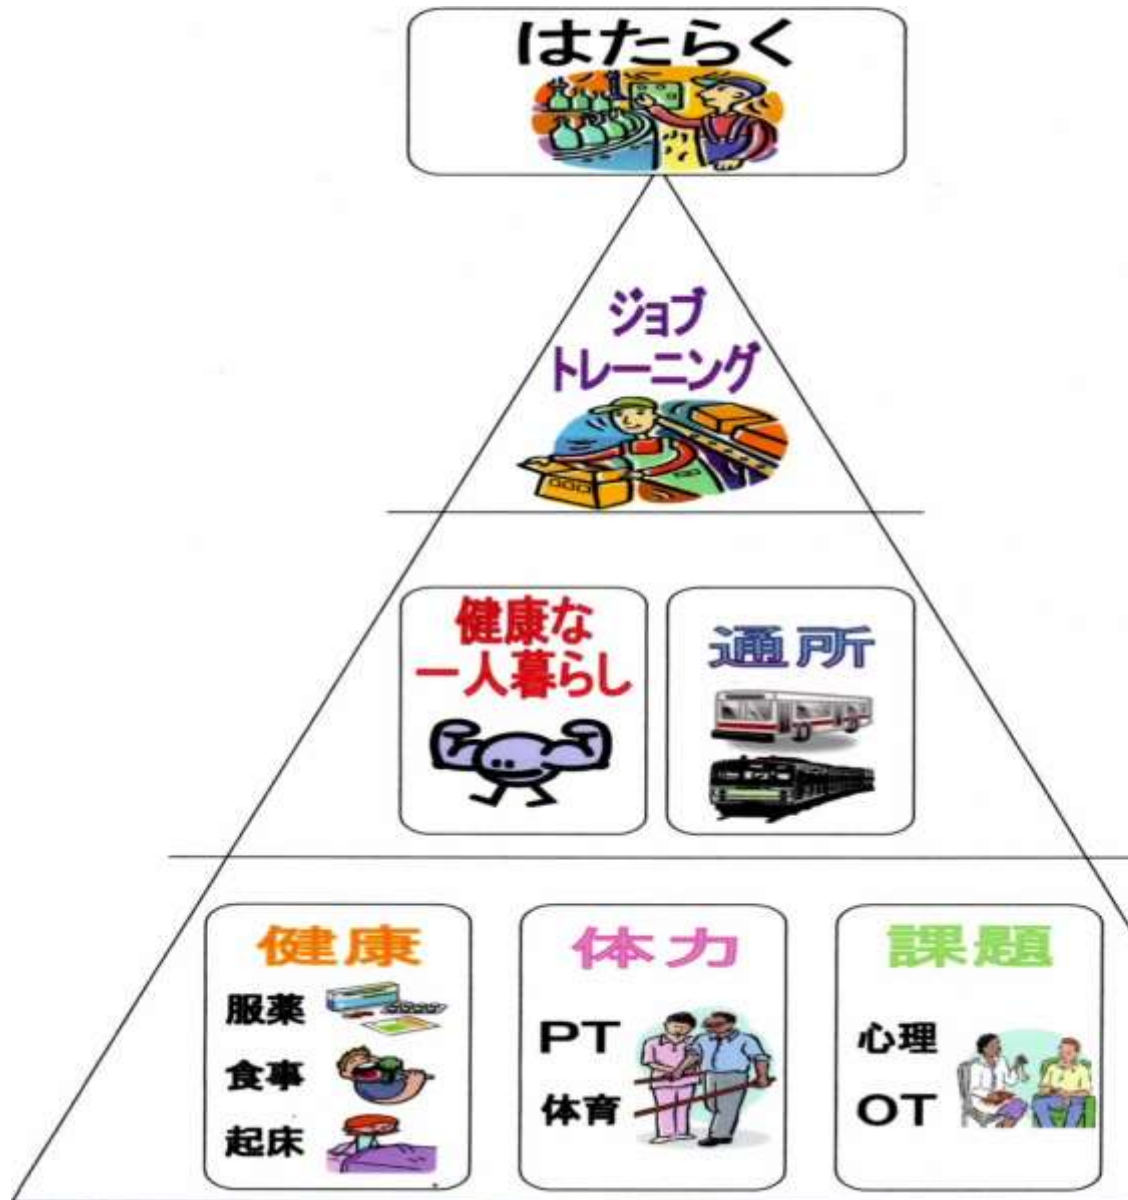 はたらく
ジョブ
トレーニング
健康な
一人暮らし
通所
健康
服薬
食事
起床
体力
PT
体育
課題
心理
OT